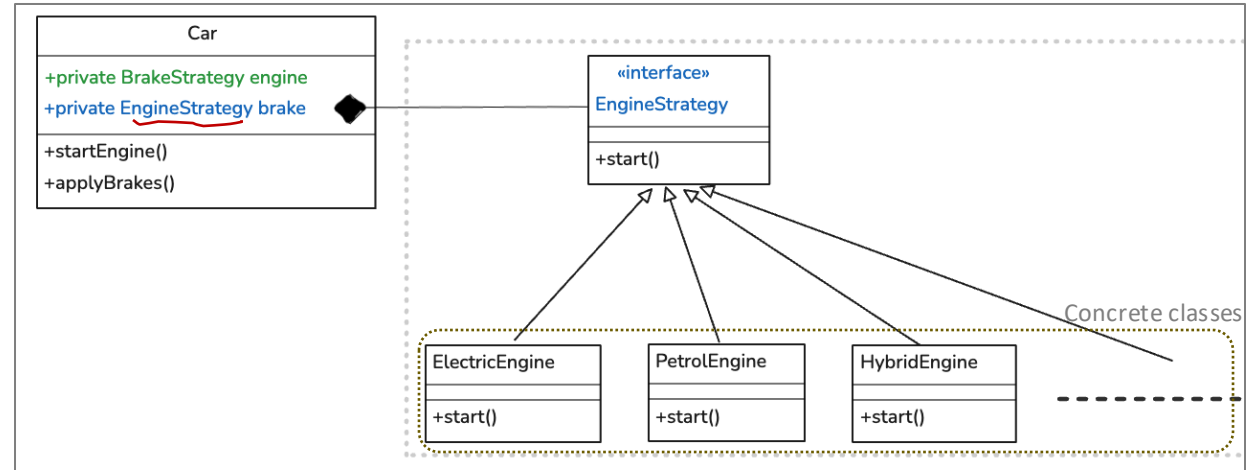 Car
+private BrakeStrategy engine
+private EngineStrategy brake
+startEngine()
+applyBrakes()
«interface»
EngineStrategy
+start()
Concrete classes
ElectricEngine
+start()
PetrolEngine
+start()
HybridEngine
+start()